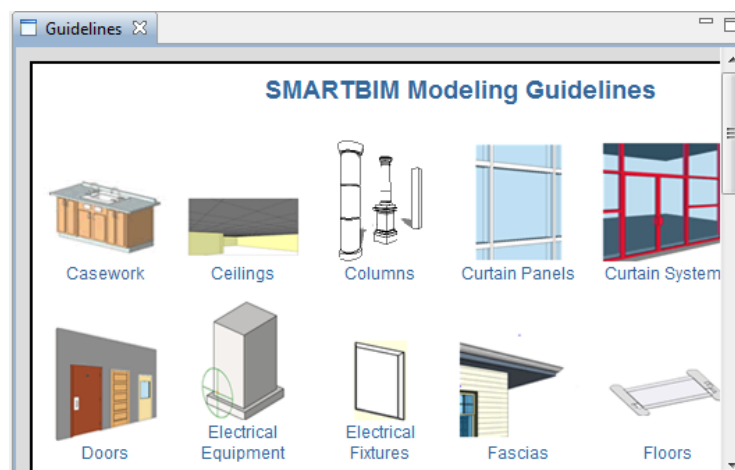 Guidelines
SMARTBIM Modeling Guidelines
Casework
Ceilings
Columns
Curtain Panels
Curtain System
Doors
Electrical
Equipment
Electrical
Fixtures
Fascias
Floors